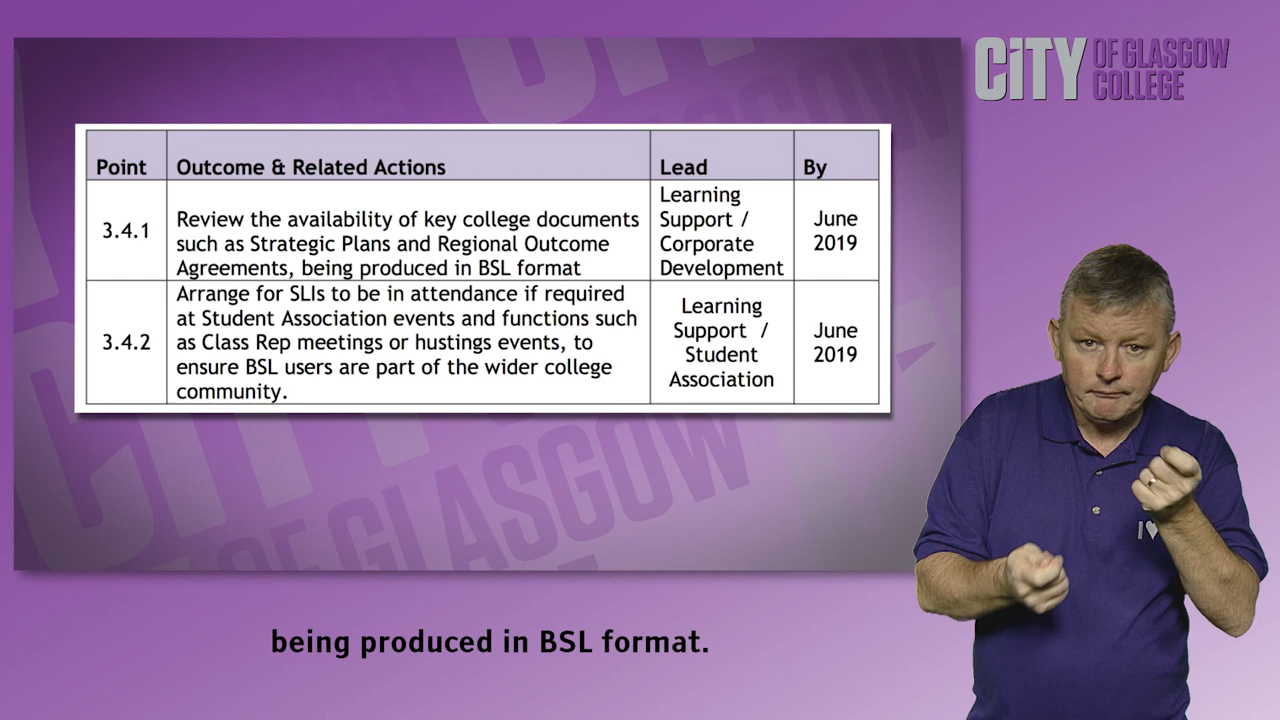 CiTY OF GLASGOW
COLLEGE
Point Outcome & Related Actions Lead By
3.4.1
Review the availability of key college documents
such as Strategic Plans and Regional Outcome
Agreements, being produced in BSL format
Learning
Support /
Corporate
Development
June
2019
3.4.2
Arrange for SLIs to be in attendance if required
at Student Association events and functions such
as Class Rep meetings or hustings events, to
ensure BSL users are part of the wider college
community.
Learning
Support /
Student
Association
June
2019
OF GLASGOW
I
being produced in BSL format.